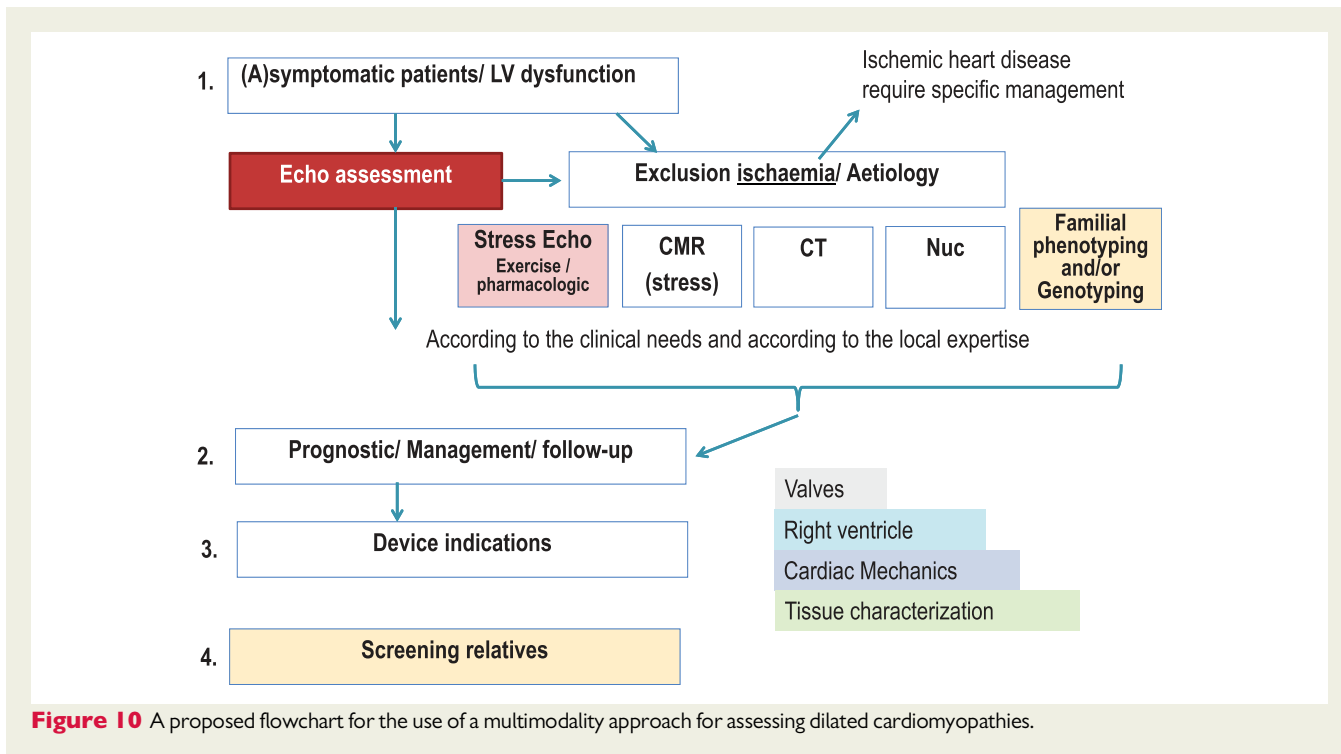 1.
(A)symptomatic patients/ LV dysfunction
Ischemic heart disease
require specific management
Echo assessment
Exclusion ischaemia/ Aetiology
Stress Echo
Exercise /
pharmacologic
CMR
(stress)
CT
Nuc
Familial
phenotyping
and/or
Genotyping
According to the clinical needs and according to the local expertise
2.
Prognostic/ Management/ follow-up
3.
Device indications
Valves
Right ventricle
Cardiac Mechanics
Tissue characterization
4.
Screening relatives
Figure 10 A proposed flowchart for the use of a multimodality approach for assessing dilated cardiomyopathies.